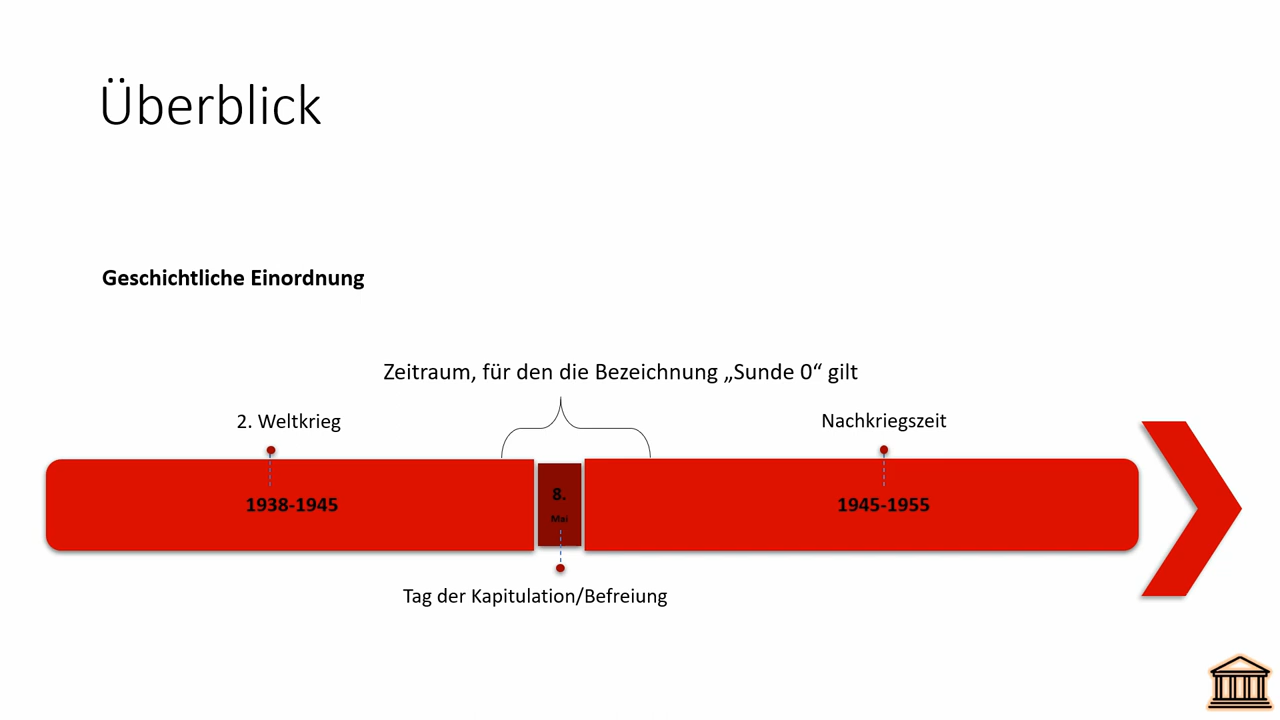 Überblick
Geschichtliche Einordnung
Zeitraum, für den die Bezeichnung „Sunde 0“ gilt
2. Weltkrieg
Nachkriegszeit
1938-1945
8.
Mai
1945-1955
Tag der Kapitulation/Befreiung